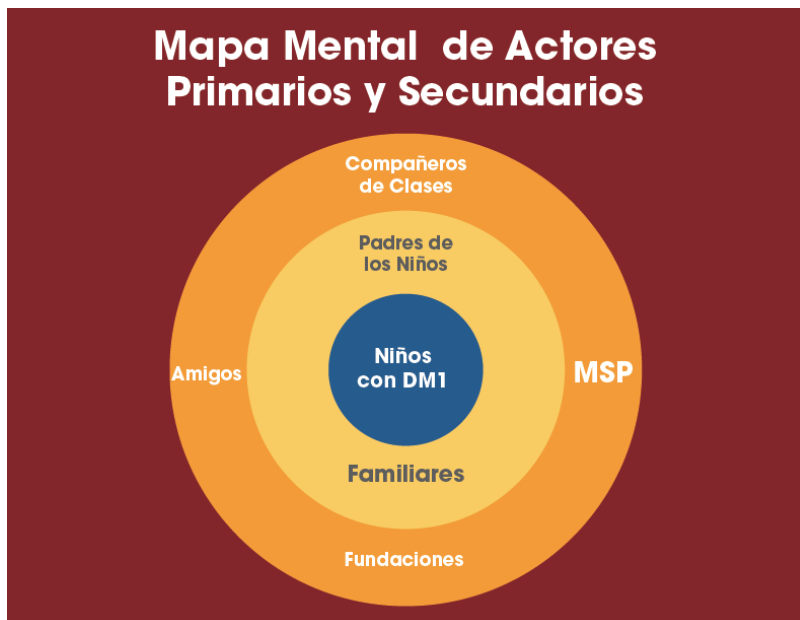 Mapa Mental de Actores
Primarios y Secundarios
Compañeros
de Clases
Padres de
los Niños
Niños
con DM1
Amigos
MSP
Familiares
Fundaciones